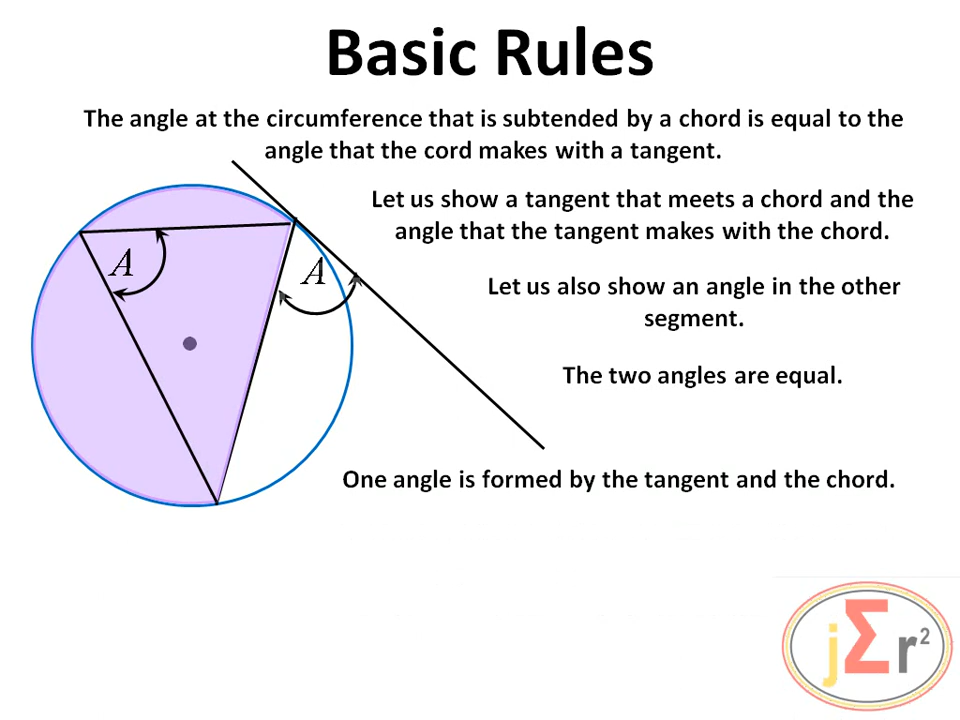 Basic Rules
The angle at the circumference that is subtended by a chord is equal to the
angle that the cord makes with a tangent.
Let us show a tangent that meets a chord and the
angle that the tangent makes with the chord.
A
A
Let us also show an angle in the other
segment.
The two angles are equal.
One angle is formed by the tangent and the chord.
jΣr²